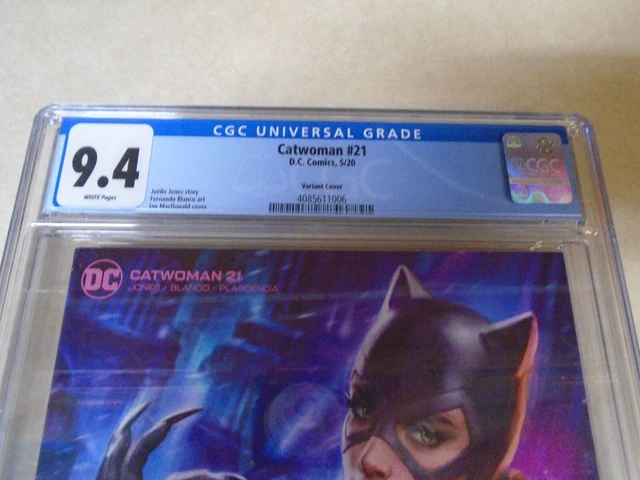 CGC UNIVERSAL GRADE
9.4
WHITE Pages
Catwoman #21
D.C. Comics, 5/20
Variant Cover
4085611006
Joëlle Jones story
Fernando Blanco art
Ian MacDonald cover
CGC
DC
CATWOMAN 21
JONES • BLANCO • PLASCENCIA